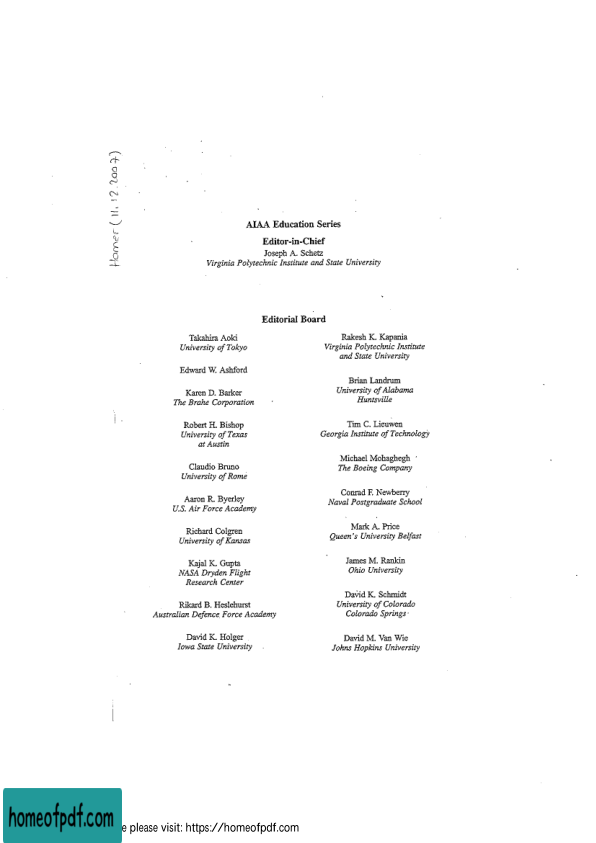 Homer (11.12.2007)
AIAA Education Series
Editor-in-Chief
Joseph A. Schetz
Virginia Polytechnic Institute and State University
Editorial Board
Takahira Aoki
University of Tokyo
Edward W. Ashford
Karen D. Barker
The Brahe Corporation
Robert H. Bishop
University of Texas
at Austin
Claudio Bruno
University of Rome
Aaron R. Byerley
U.S. Air Force Academy
Richard Colgren
University of Kansas
Kajal K. Gupta
NASA Dryden Flight
Research Center
Rikard B. Heslehurst
Australian Defence Force Academy
David K. Holger
Iowa State University
Rakesh K. Kapania
Virginia Polytechnic Institute
and State University
Brian Landrum
University of Alabama
Huntsville
Tim C. Lieuwen
Georgia Institute of Technology
Michael Mohaghegh
The Boeing Company
Conrad F. Newberry
Naval Postgraduate School
Mark A. Price
Queen's University Belfast
James M. Rankin
Ohio University
David K. Schmidt
University of Colorado
Colorado Springs
David M. Van Wie
Johns Hopkins University
homeofpdf.com
e please visit: https://homeofpdf.com